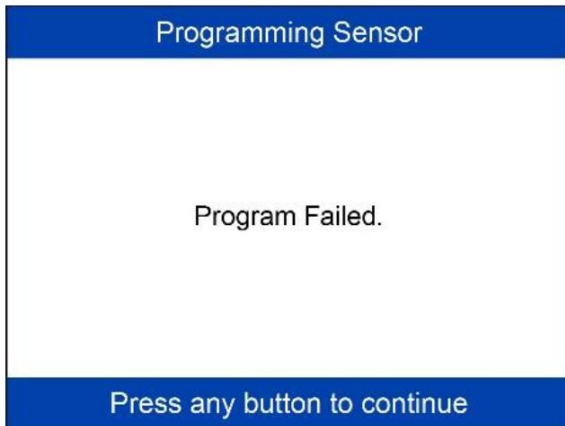 Programming Sensor
Program Failed.
Press any button to continue